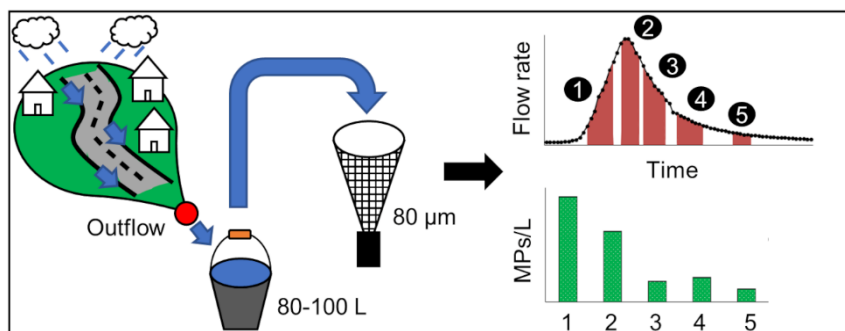 Outflow
80-100 L
80 µm
Flow rate
1
2
3
4
5
Time
MPs/L
1 2 3 4 5